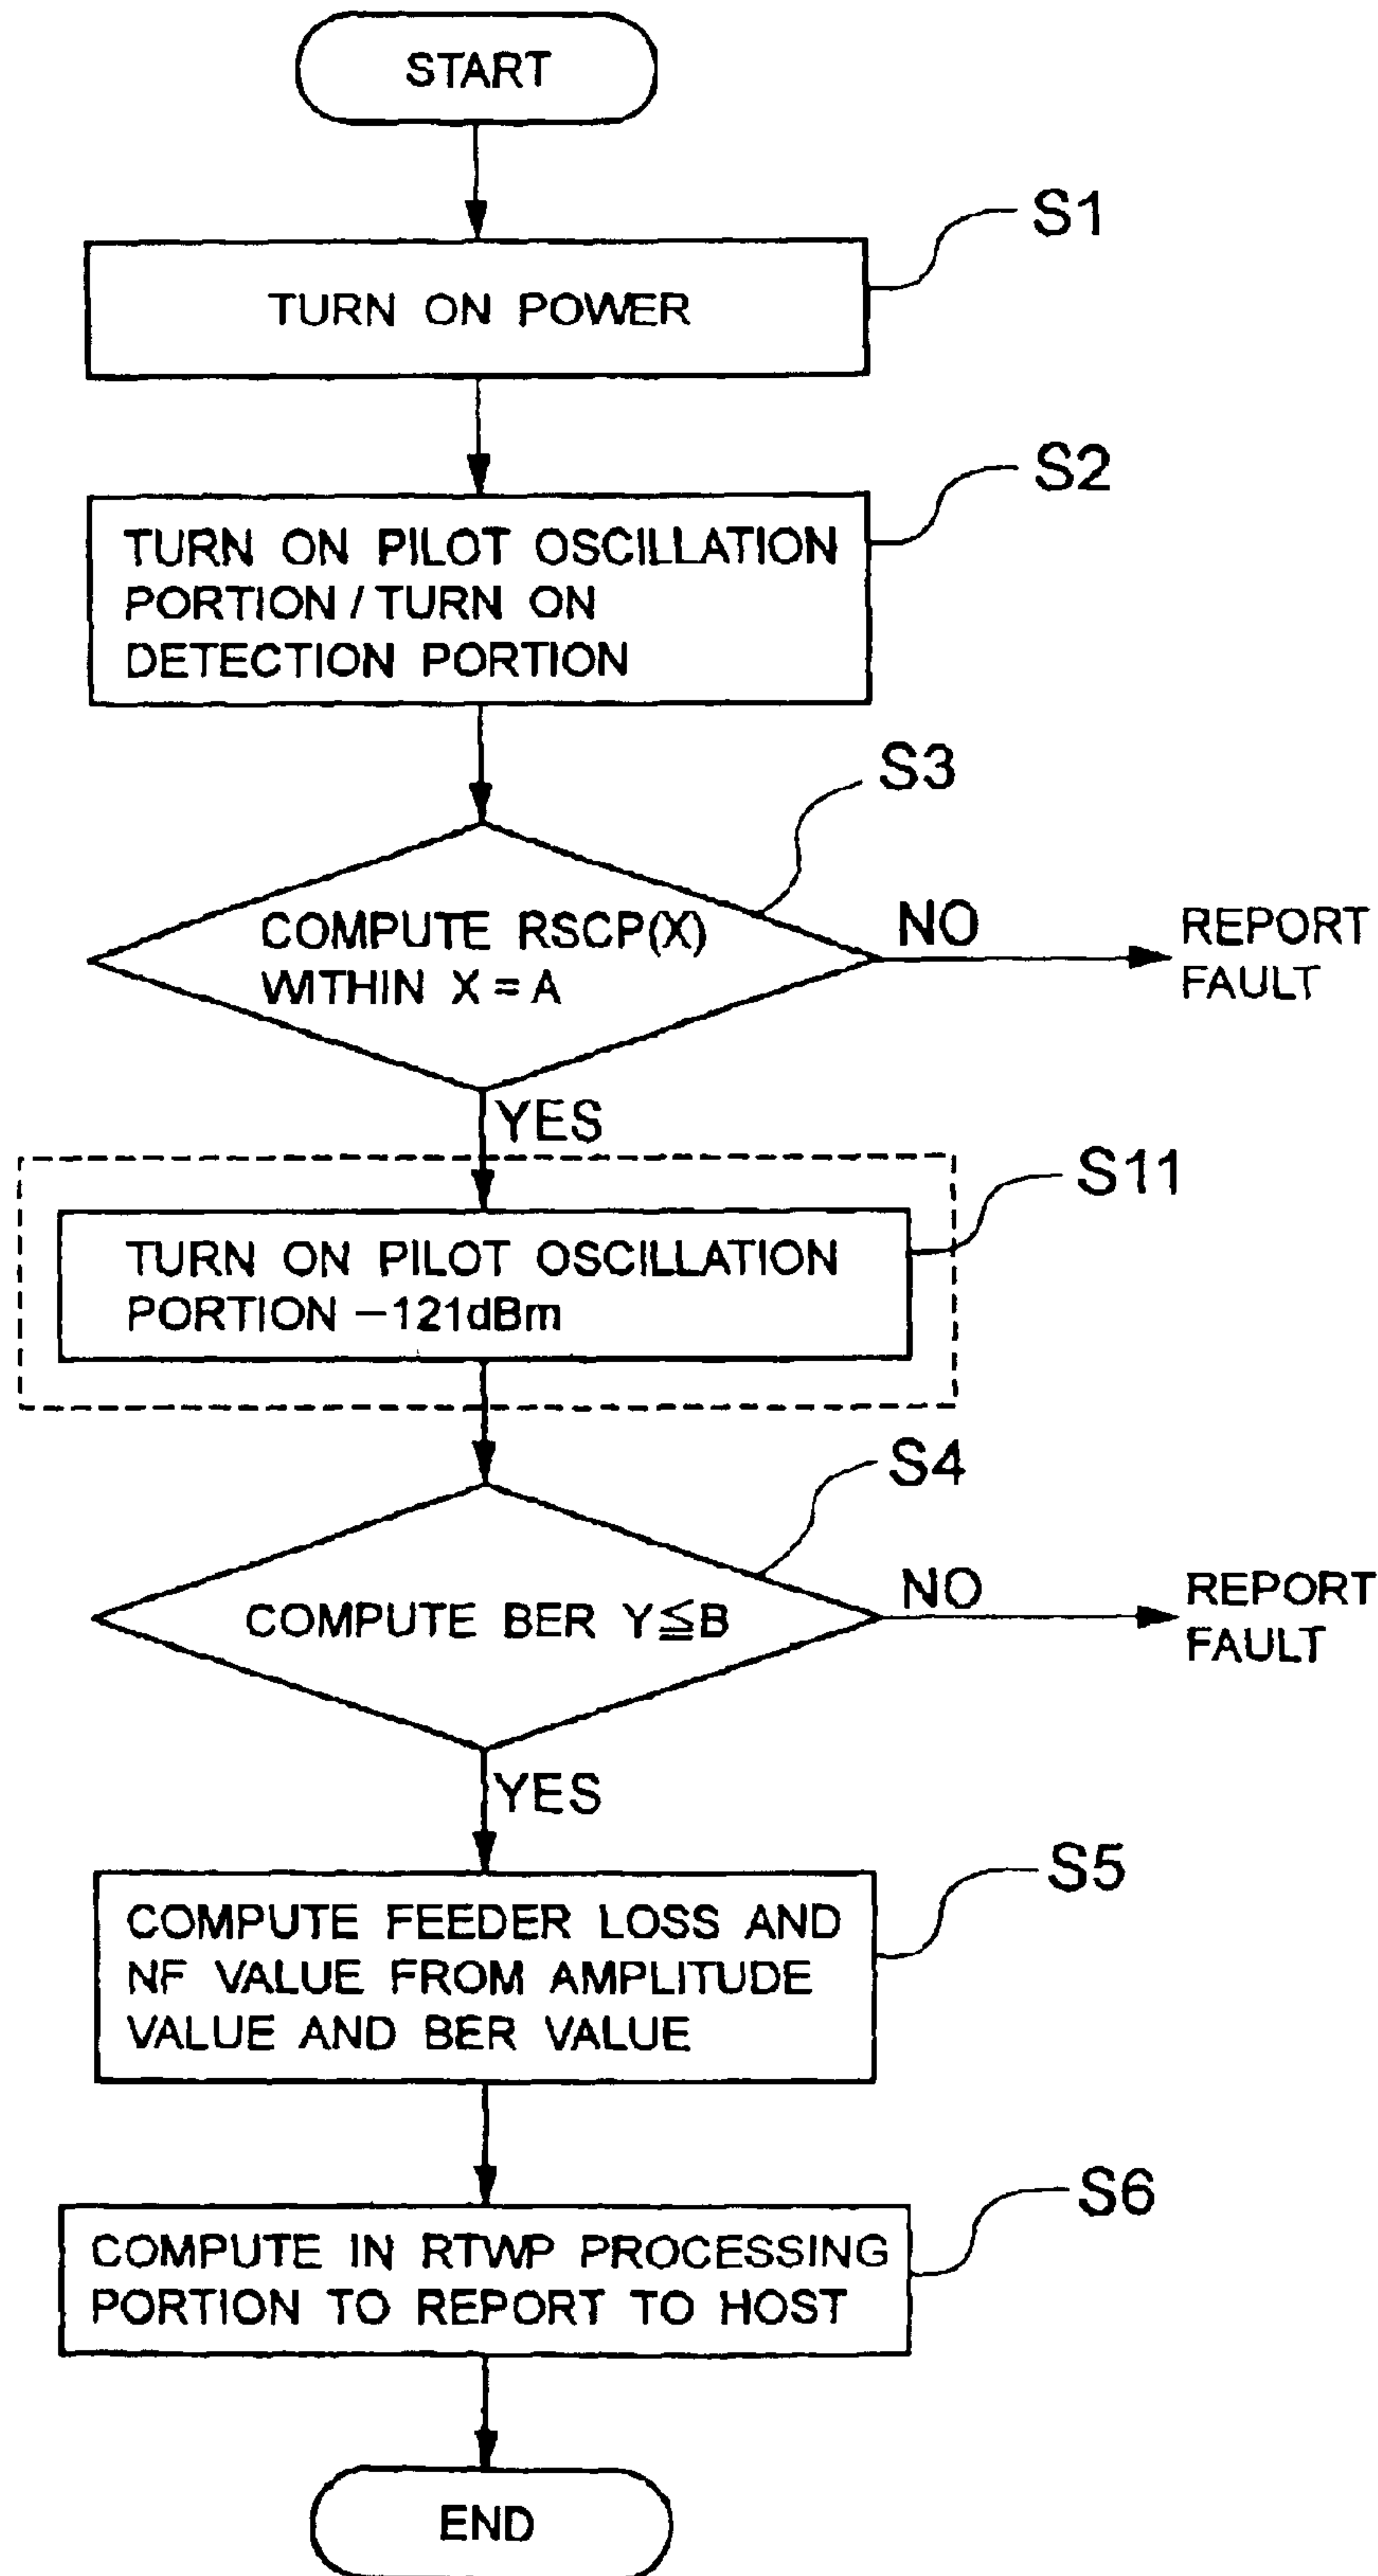 START
S1
TURN ON POWER
S2
TURN ON PILOT OSCILLATION
PORTION / TURN ON
DETECTION PORTION
S3
COMPUTE RSCP(X)
WITHIN X = A
NO
REPORT
FAULT
YES
S11
TURN ON PILOT OSCILLATION
PORTION −121dBm
S4
COMPUTE BER Y≦B
NO
REPORT
FAULT
YES
S5
COMPUTE FEEDER LOSS AND
NF VALUE FROM AMPLITUDE
VALUE AND BER VALUE
S6
COMPUTE IN RTWP PROCESSING
PORTION TO REPORT TO HOST
END